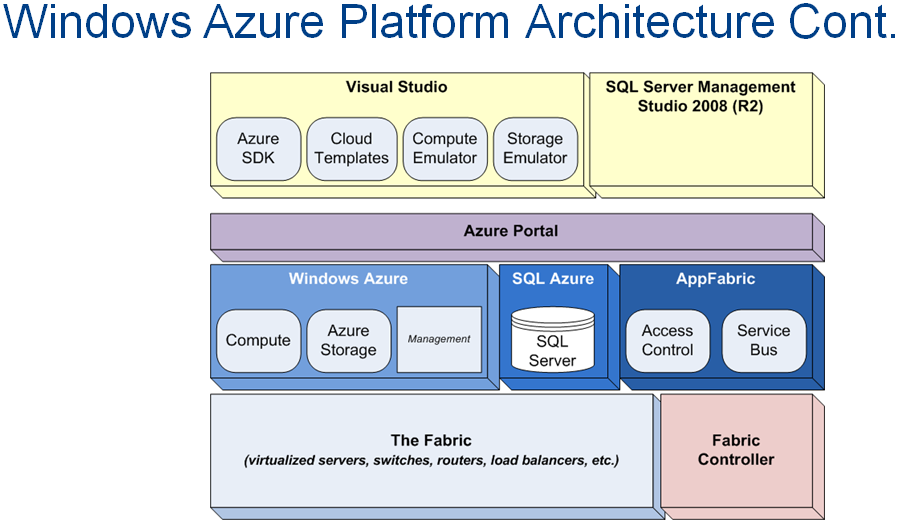 Windows Azure Platform Architecture Cont.
Visual Studio
Azure
SDK
Cloud
Templates
Compute
Emulator
Storage
Emulator
SQL Server Management
Studio 2008 (R2)
Azure Portal
Windows Azure
Compute
Azure
Storage
Management
SQL Azure
SQL
Server
AppFabric
Access
Control
Service
Bus
The Fabric
(virtualized servers, switches, routers, load balancers, etc.)
Fabric
Controller